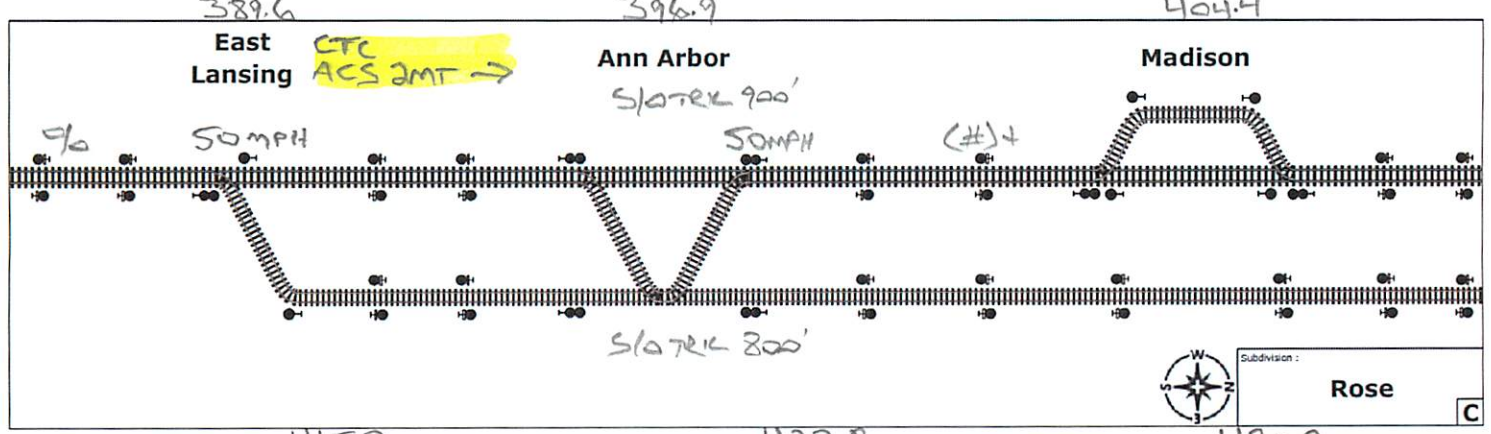 389.6 396.9 404.4
East Lansing
CTC
ACS 2MT →
Ann Arbor
Madison
S/O TRK 900'
% 50 MPH 50 MPH (#)+
S/O TRK 800'
W
S N
E
Subdivision :
Rose
C